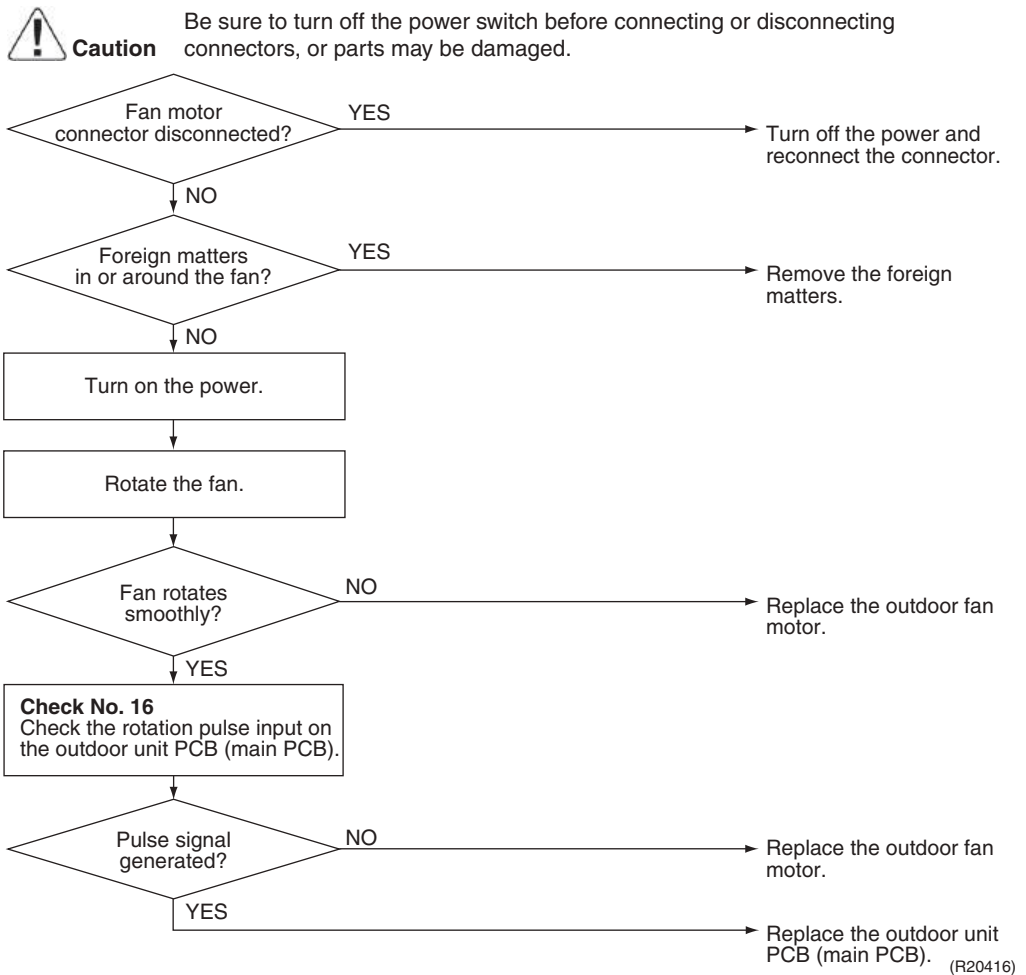 Be sure to turn off the power switch before connecting or disconnecting
Caution connectors, or parts may be damaged.
Fan motor
connector disconnected?
YES
Turn off the power and
reconnect the connector.
NO
Foreign matters
in or around the fan?
YES
Remove the foreign
matters.
NO
Turn on the power.
Rotate the fan.
Fan rotates
smoothly?
NO
Replace the outdoor fan
motor.
YES
Check No. 16
Check the rotation pulse input on
the outdoor unit PCB (main PCB).
Pulse signal
generated?
NO
Replace the outdoor fan
motor.
YES
Replace the outdoor unit
PCB (main PCB).
(R20416)